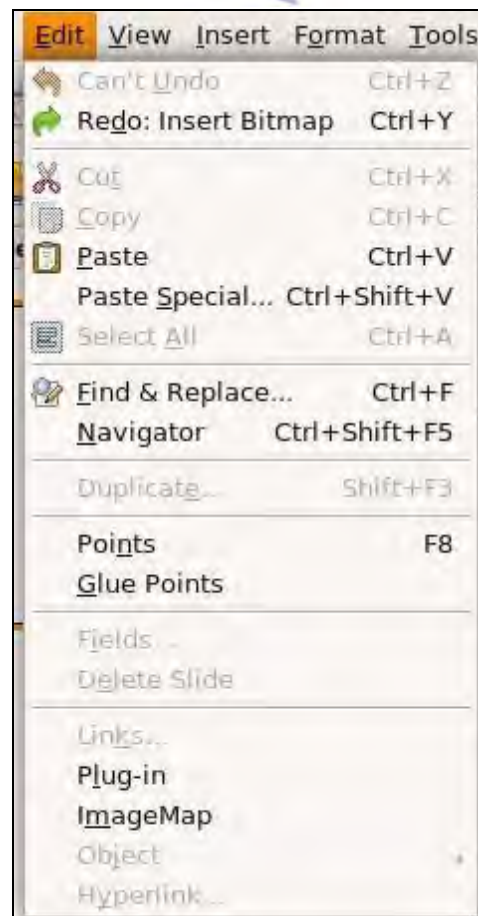 Edit View Insert Format Tools
Can't Undo Ctrl+Z
Redo: Insert Bitmap Ctrl+Y
Cut Ctrl+X
Copy Ctrl+C
Paste Ctrl+V
Paste Special... Ctrl+Shift+V
Select All Ctrl+A
Find & Replace... Ctrl+F
Navigator Ctrl+Shift+F5
Duplicate... Shift+F3
Points F8
Glue Points
Fields...
Delete Slide
Links...
Plug-in
ImageMap
Object
Hyperlink...